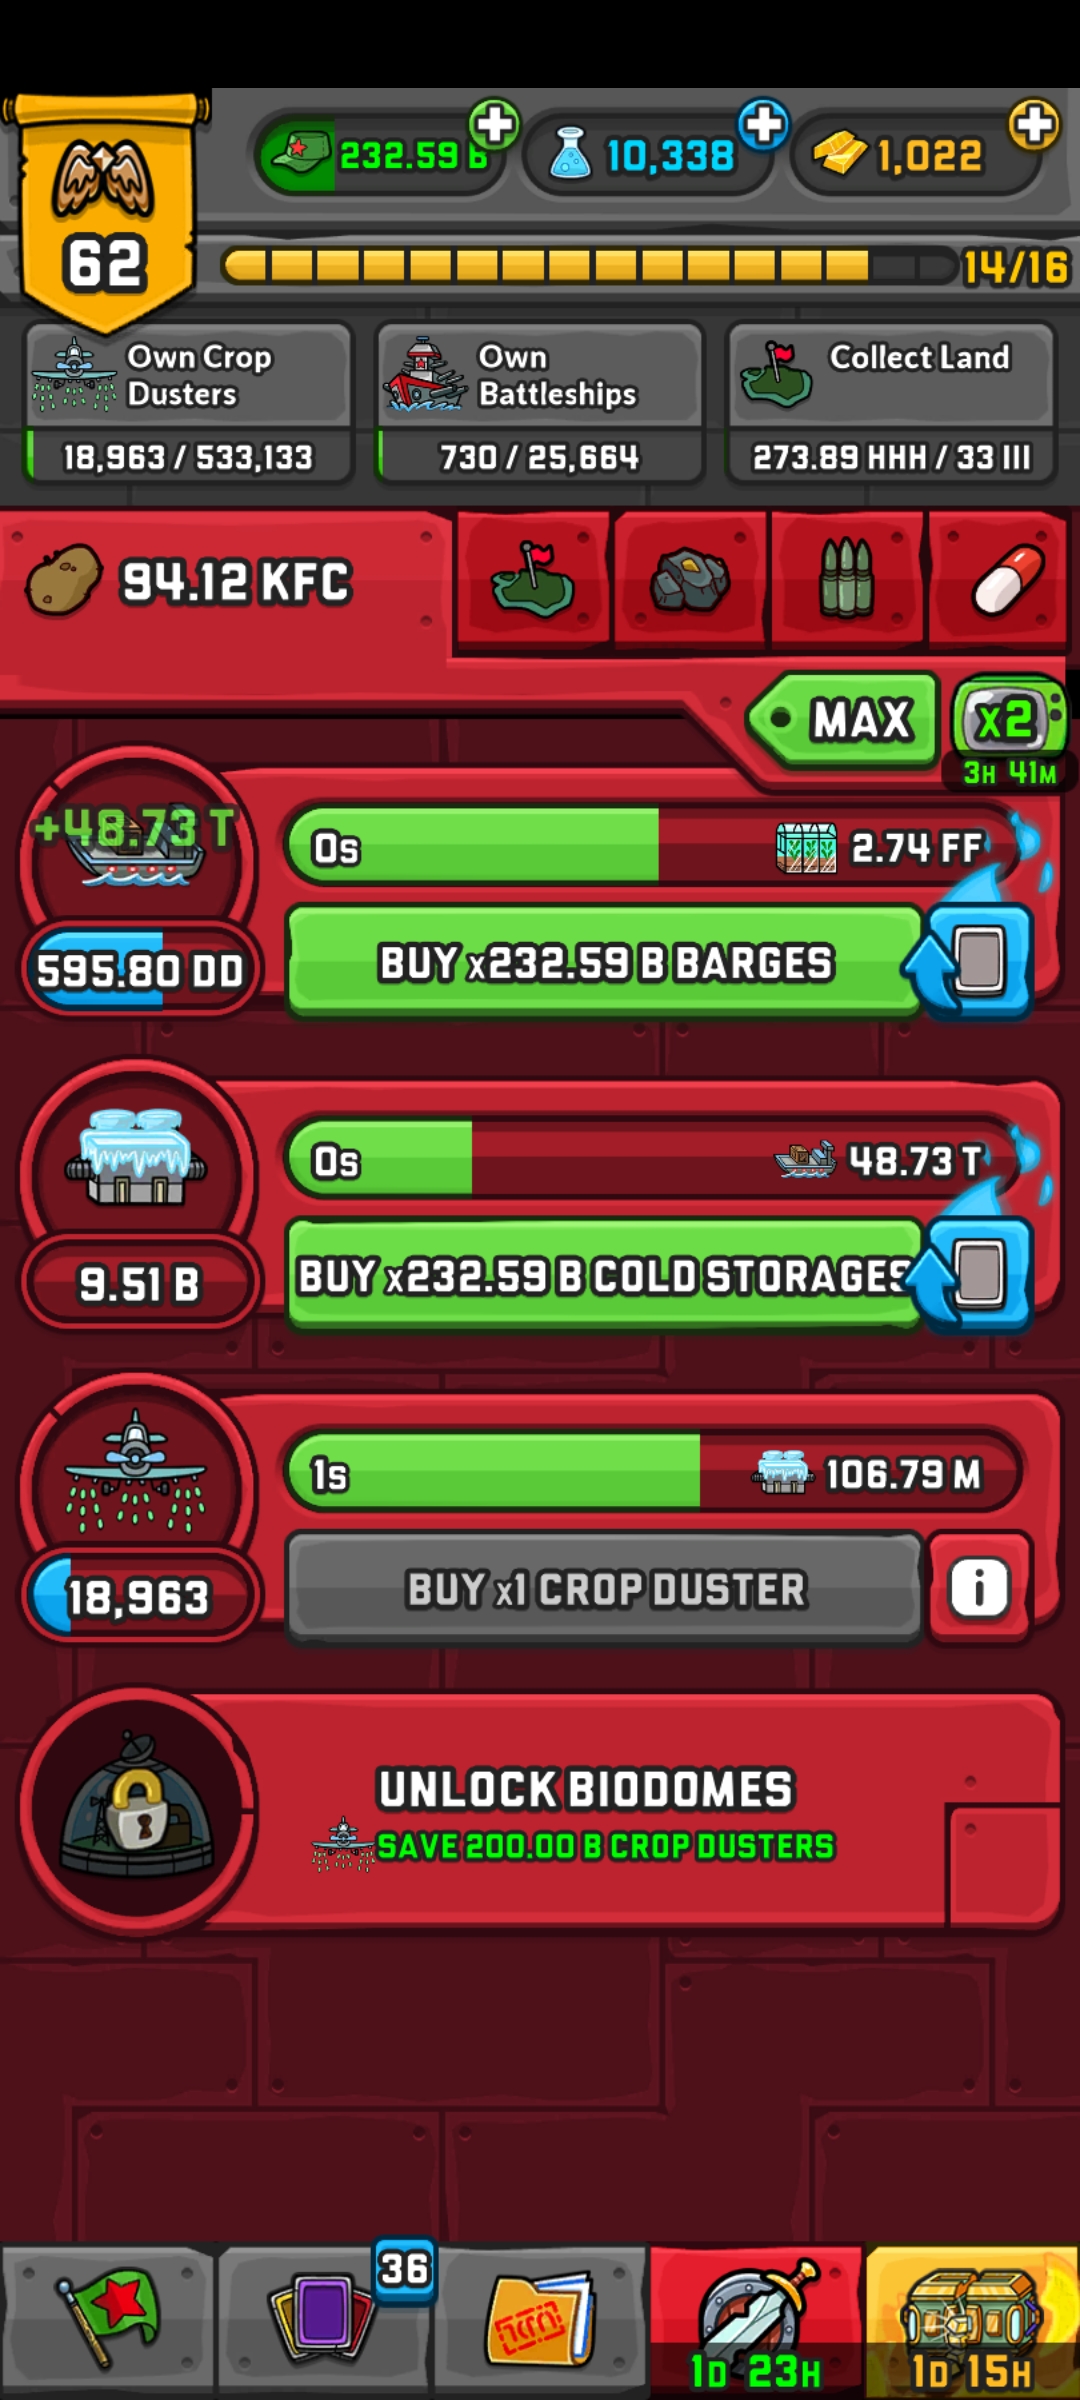 232.59 B
10,338
1,022
62
14/16
Own Crop
Dusters
18,963 / 533,133
Own
Battleships
730 / 25,664
Collect Land
273.89 HHH / 33 III
94.12 KFC
MAX
x2
3H 41M
+48.73 T
0s
2.74 FF
595.80 DD
BUY x232.59 B BARGES
0s
48.73 T
9.51 B
BUY x232.59 B COLD STORAGES
1s
106.79 M
18,963
BUY x1 CROP DUSTER
i
UNLOCK BIODOMES
SAVE 200.00 B CROP DUSTERS
36
1D 23H
1D 15H